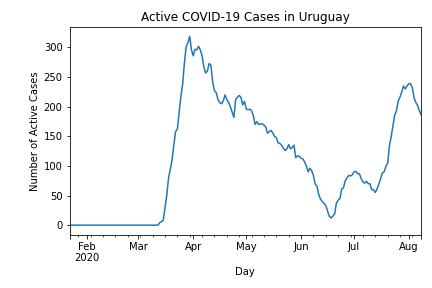 Active COVID-19 Cases in Uruguay
Number of Active Cases
300
250
200
150
100
50
0
Feb Mar Apr May Jun Jul Aug
2020
Day